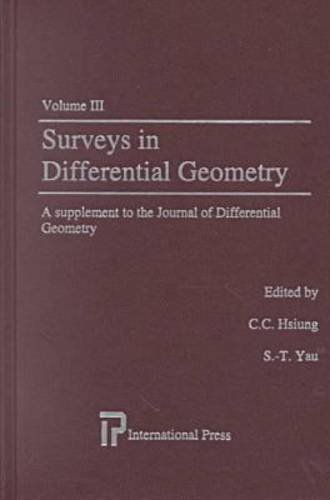 Volume III
Surveys in
Differential Geometry
A supplement to the Journal of Differential
Geometry
Edited by
C.C. Hsiung
S.-T. Yau
IP International Press